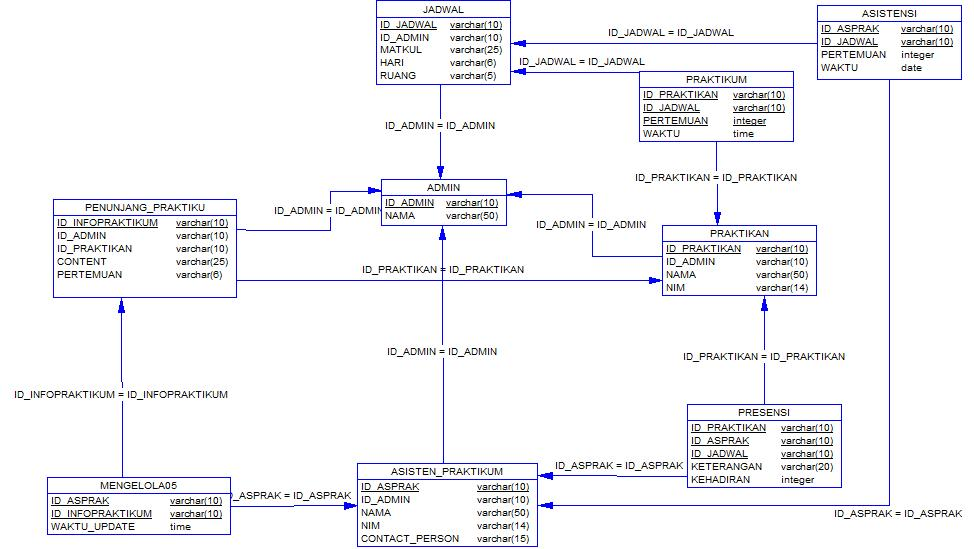 JADWAL
ID_JADWAL varchar(10)
ID_ADMIN varchar(10)
MATKUL varchar(25)
HARI varchar(6)
RUANG varchar(5)
ASISTENSI
ID_ASPRAK varchar(10)
ID_JADWAL varchar(10)
PERTEMUAN integer
WAKTU date
ID_JADWAL = ID_JADWAL
ID_JADWAL = ID_JADWAL
PRAKTIKUM
ID_PRAKTIKAN varchar(10)
ID_JADWAL varchar(10)
PERTEMUAN integer
WAKTU time
ID_ADMIN = ID_ADMIN
ID_PRAKTIKAN = ID_PRAKTIKAN
ADMIN
ID_ADMIN varchar(10)
NAMA varchar(50)
PENUNJANG_PRAKTIKU
ID_INFOPRAKTIKUM varchar(10)
ID_ADMIN varchar(10)
ID_PRAKTIKAN varchar(10)
CONTENT varchar(25)
PERTEMUAN varchar(6)
ID_ADMIN = ID_ADMIN
ID_ADMIN = ID_ADMIN
PRAKTIKAN
ID_PRAKTIKAN varchar(10)
ID_ADMIN varchar(10)
NAMA varchar(50)
NIM varchar(14)
ID_PRAKTIKAN = ID_PRAKTIKAN
ID_ADMIN = ID_ADMIN
ID_PRAKTIKAN = ID_PRAKTIKAN
ID_INFOPRAKTIKUM = ID_INFOPRAKTIKUM
PRESENSI
ID_PRAKTIKAN varchar(10)
ID_ASPRAK varchar(10)
ID_JADWAL varchar(10)
KETERANGAN varchar(20)
KEHADIRAN integer
ASISTEN_PRAKTIKUM
ID_ASPRAK varchar(10)
ID_ADMIN varchar(10)
NAMA varchar(50)
NIM varchar(14)
CONTACT_PERSON varchar(15)
ID_ASPRAK = ID_ASPRAK
MENGELOLA05
ID_ASPRAK varchar(10)
ID_INFOPRAKTIKUM varchar(10)
WAKTU_UPDATE time
_ASPRAK = ID_ASPRAK
ID_ASPRAK = ID_ASPRAK